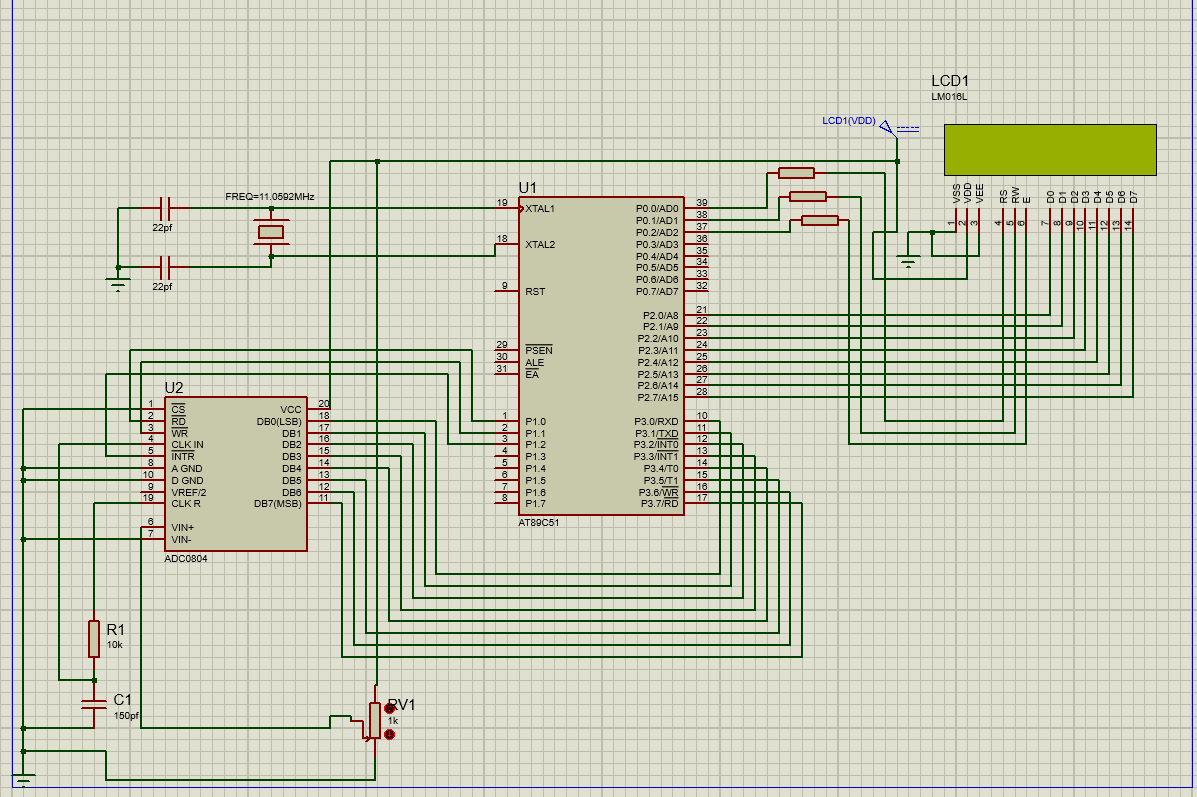 LCD1
LM016L
LCD1(VDD)
VSS
VDD
VEE
RS
RW
E
D0
D1
D2
D3
D4
D5
D6
D7
1
2
3
4
5
6
7
8
9
10
11
12
13
14
FREQ=11.0592MHz
22pf
22pf
U1
19 XTAL1 P0.0/AD0 39
P0.1/AD1 38
P0.2/AD2 37
18 XTAL2 P0.3/AD3 36
P0.4/AD4 35
P0.5/AD5 34
P0.6/AD6 33
9 RST P0.7/AD7 32
P2.0/A8 21
P2.1/A9 22
P2.2/A10 23
29 PSEN P2.3/A11 24
30 ALE P2.4/A12 25
31 EA P2.5/A13 26
P2.6/A14 27
P2.7/A15 28
1 P1.0 P3.0/RXD 10
2 P1.1 P3.1/TXD 11
3 P1.2 P3.2/INT0 12
4 P1.3 P3.3/INT1 13
5 P1.4 P3.4/T0 14
6 P1.5 P3.5/T1 15
7 P1.6 P3.6/WR 16
8 P1.7 P3.7/RD 17
AT89C51
U2
1 CS VCC 20
2 RD DB0(LSB) 18
3 WR DB1 17
4 CLK IN DB2 16
5 INTR DB3 15
8 A GND DB4 14
10 D GND DB5 13
9 VREF/2 DB6 12
19 CLK R DB7(MSB) 11
6 VIN+
7 VIN-
ADC0804
R1
10k
C1
150pf
RV1
1k